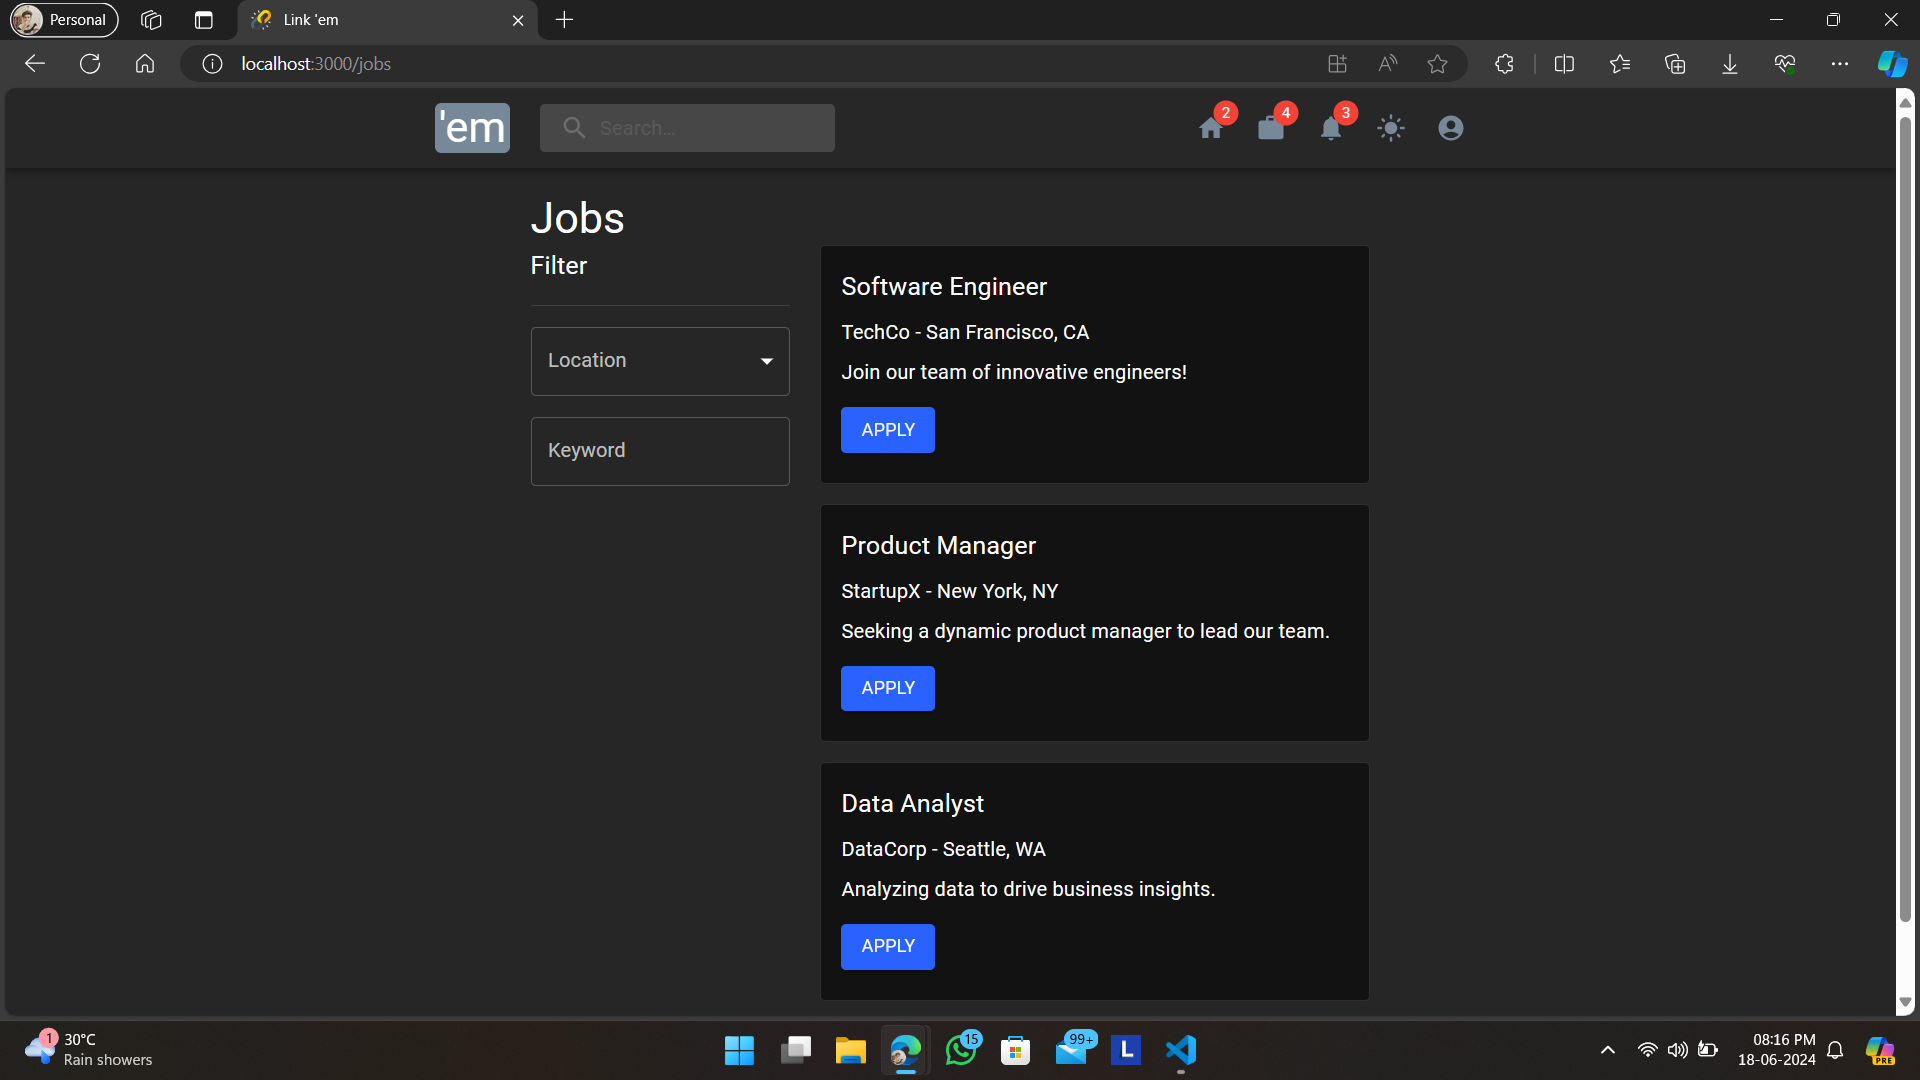 Personal
Link 'em
localhost:3000/jobs
'em
Search...
2
4
3
Jobs
Filter
Location
Keyword
Software Engineer
TechCo - San Francisco, CA
Join our team of innovative engineers!
APPLY
Product Manager
StartupX - New York, NY
Seeking a dynamic product manager to lead our team.
APPLY
Data Analyst
DataCorp - Seattle, WA
Analyzing data to drive business insights.
APPLY
1
30°C
Rain showers
15
99+
L
08:16 PM
18-06-2024
PRE